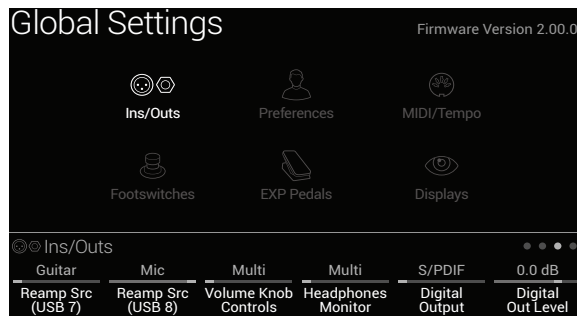 Global Settings
Firmware Version 2.00.0
Ins/Outs
Preferences
MIDI/Tempo
Footswitches
EXP Pedals
Displays
Ins/Outs
Guitar
Mic
Multi
Multi
S/PDIF
0.0 dB
Reamp Src
(USB 7)
Reamp Src
(USB 8)
Volume Knob
Controls
Headphones
Monitor
Digital
Output
Digital
Out Level